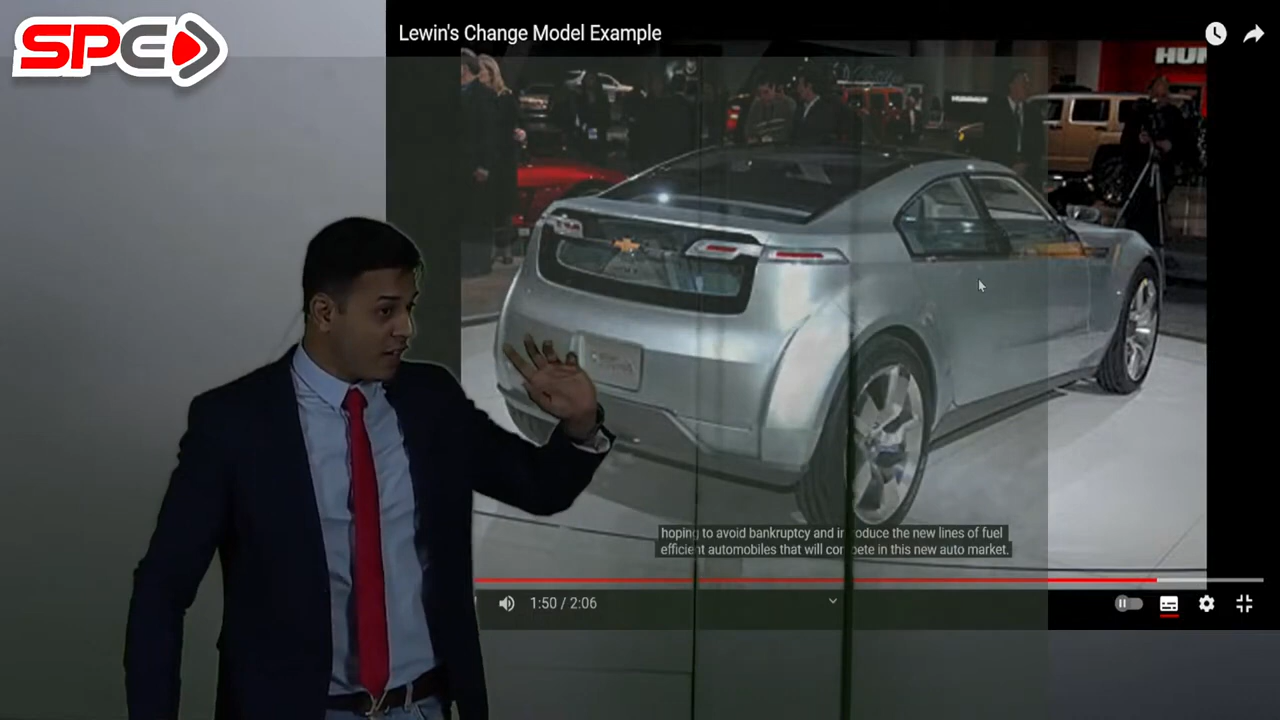 SPE
Lewin's Change Model Example
HUM
hoping to avoid bankruptcy and introduce the new lines of fuel
efficient automobiles that will compete in this new auto market.
1:50 / 2:06